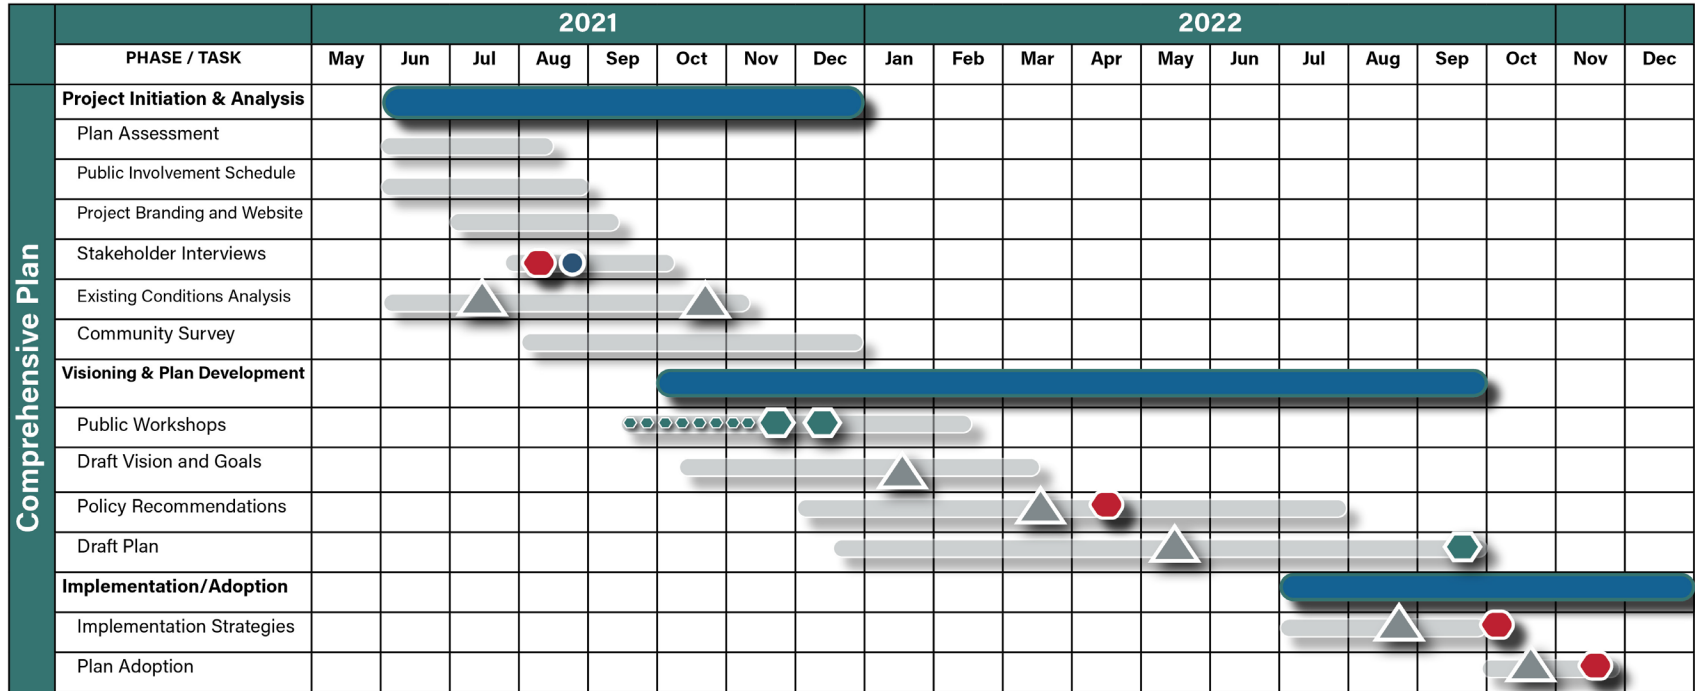 2021 2022
PHASE / TASK May Jun Jul Aug Sep Oct Nov Dec Jan Feb Mar Apr May Jun Jul Aug Sep Oct Nov Dec
Comprehensive Plan
Project Initiation & Analysis
Plan Assessment
Public Involvement Schedule
Project Branding and Website
Stakeholder Interviews
Existing Conditions Analysis
Community Survey
Visioning & Plan Development
Public Workshops
Draft Vision and Goals
Policy Recommendations
Draft Plan
Implementation/Adoption
Implementation Strategies
Plan Adoption